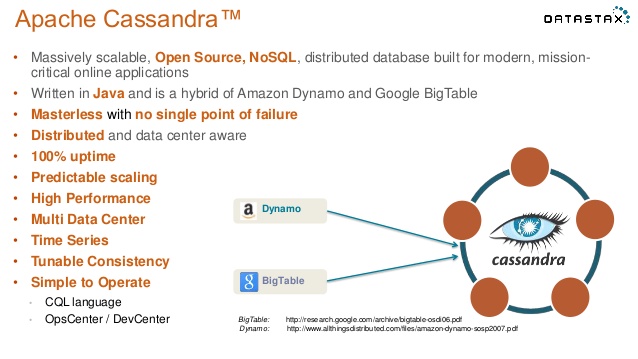 Apache Cassandra™
DATASTAX
• Massively scalable, Open Source, NoSQL, distributed database built for modern, mission-
critical online applications
• Written in Java and is a hybrid of Amazon Dynamo and Google BigTable
• Masterless with no single point of failure
• Distributed and data center aware
• 100% uptime
• Predictable scaling
• High Performance
• Multi Data Center
• Time Series
• Tunable Consistency
• Simple to Operate
• CQL language
• OpsCenter / DevCenter
a Dynamo
g BigTable
cassandra
BigTable: http://research.google.com/archive/bigtable-osdi06.pdf
Dynamo: http://www.allthingsdistributed.com/files/amazon-dynamo-sosp2007.pdf